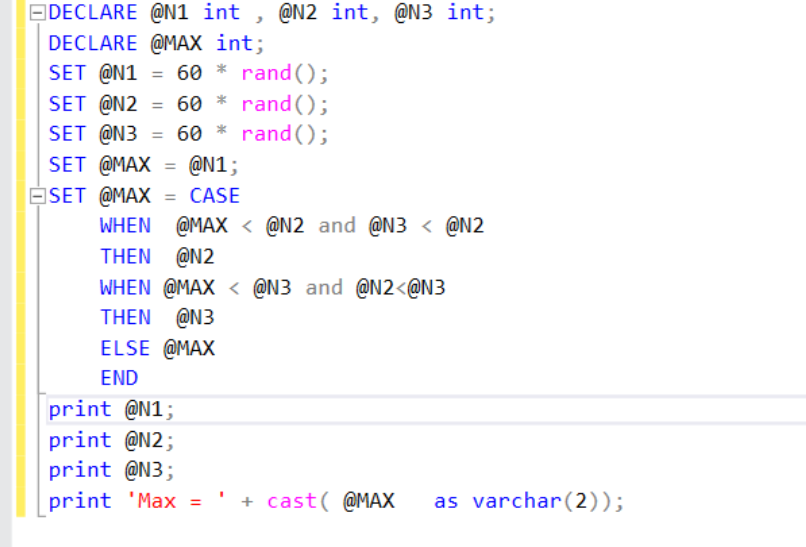 DECLARE @N1 int , @N2 int, @N3 int;
DECLARE @MAX int;
SET @N1 = 60 * rand();
SET @N2 = 60 * rand();
SET @N3 = 60 * rand();
SET @MAX = @N1;
SET @MAX = CASE
    WHEN  @MAX < @N2 and @N3 < @N2
    THEN  @N2
    WHEN @MAX < @N3 and @N2<@N3
    THEN  @N3
    ELSE @MAX
    END
print @N1;
print @N2;
print @N3;
print 'Max = ' + cast( @MAX   as varchar(2));